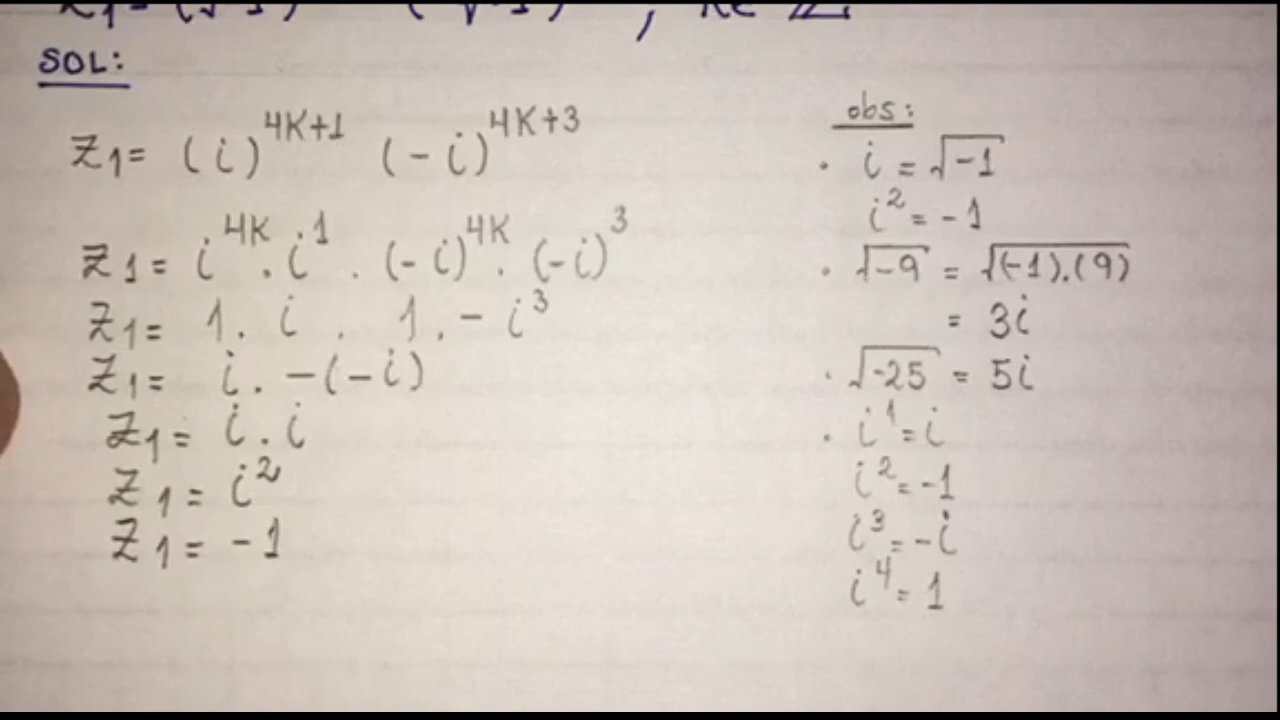 SOL:
Z₁ = (i)^{4K+1} (-i)^{4K+3}
Z₁ = i^{4K} . i^1 . (-i)^{4K} . (-i)^3
Z₁ = 1 . i . 1 . - i^3
Z₁ = i . -(-i)
Z₁ = i . i
Z₁ = i^2
Z₁ = -1
obs:
. i = √-1
i^2 = -1
. √-9 = √(-1).(9)
= 3i
. √-25 = 5i
. i^1 = i
i^2 = -1
i^3 = -i
i^4 = 1